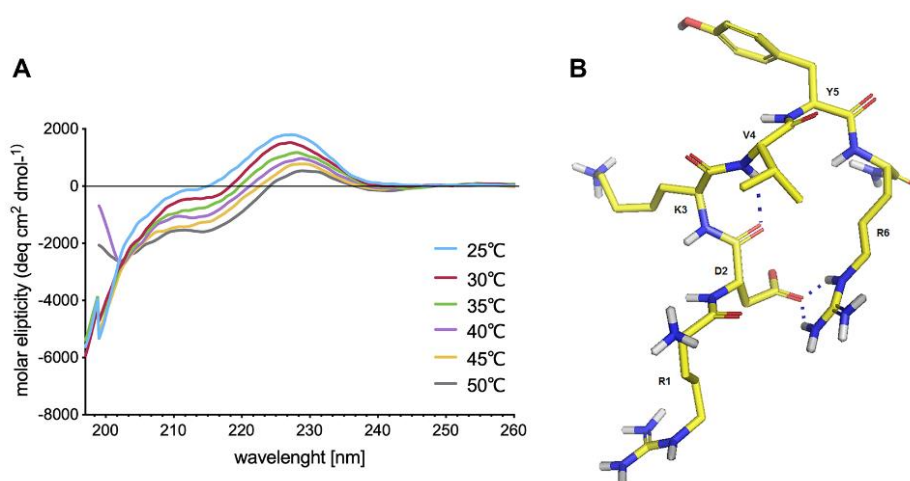 A
B
molar elipticity (deq cm² dmol-¹)
2000
0
-2000
-4000
-6000
-8000
200
210
220
230
240
250
260
wavelenght [nm]
25℃
30℃
35℃
40℃
45℃
50℃
Y5
V4
K3
R6
D2
R1